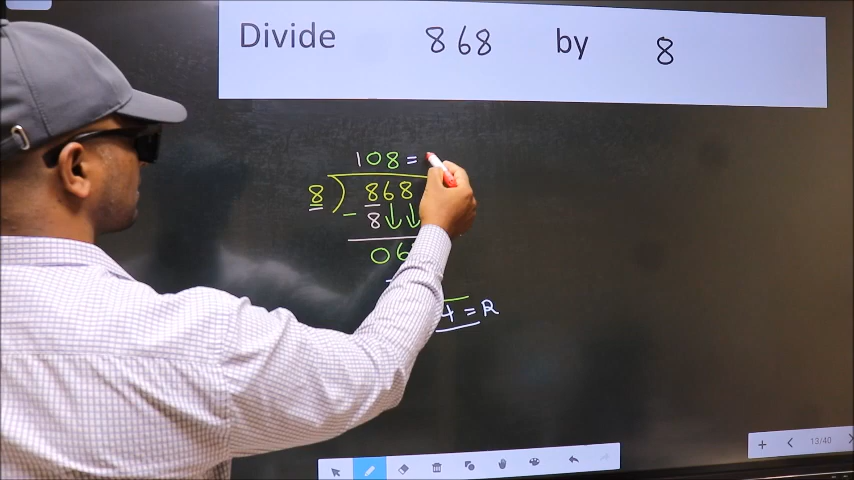 Divide 868 by 8
108 =
8 ) 868
- 8
06
4 = R
13/40